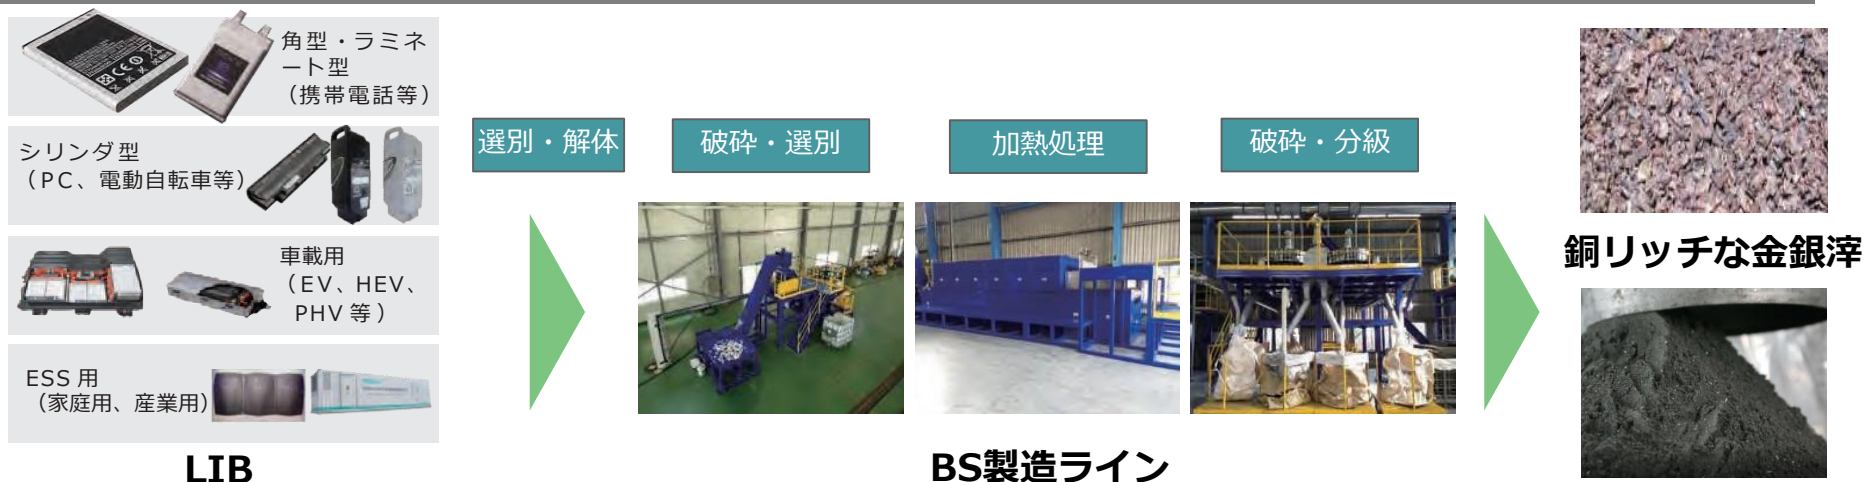 角型・ラミネ
ート型
（携帯電話等）
シリンダ型
（PC、電動自転車等）
車載用
（EV、HEV、
PHV 等）
ESS 用
（家庭用、産業用）
LIB
選別・解体
破砕・選別
加熱処理
破砕・分級
BS製造ライン
銅リッチな金銀滓